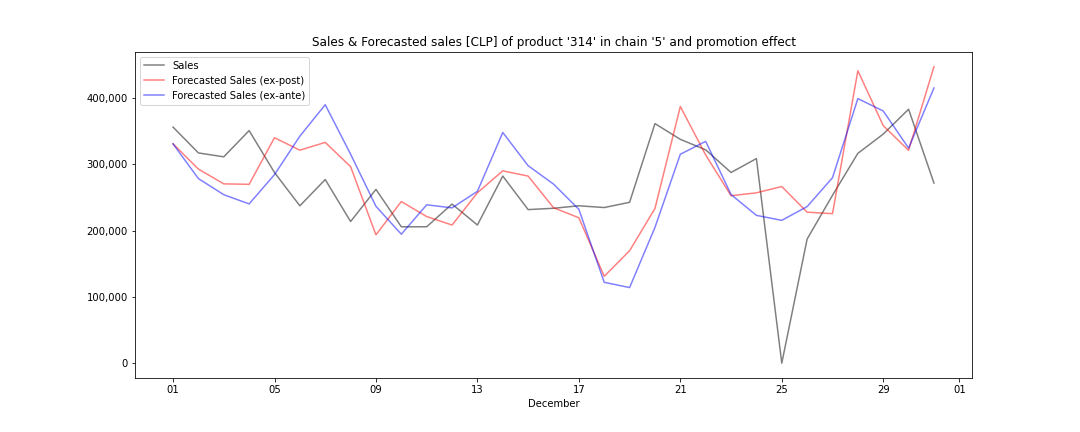 Sales & Forecasted sales [CLP] of product '314' in chain '5' and promotion effect
Sales
Forecasted Sales (ex-post)
Forecasted Sales (ex-ante)
400,000
300,000
200,000
100,000
0
01 05 09 13 17 21 25 29 01
December